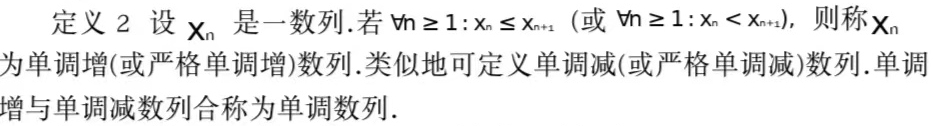 定义 2 设 xₙ 是一数列.若 ∀n ≥ 1 : xₙ ≤ xₙ₊₁ (或 ∀n ≥ 1 : xₙ < xₙ₊₁), 则称xₙ
为单调增(或严格单调增)数列.类似地可定义单调减(或严格单调减)数列.单调
增与单调减数列合称为单调数列.